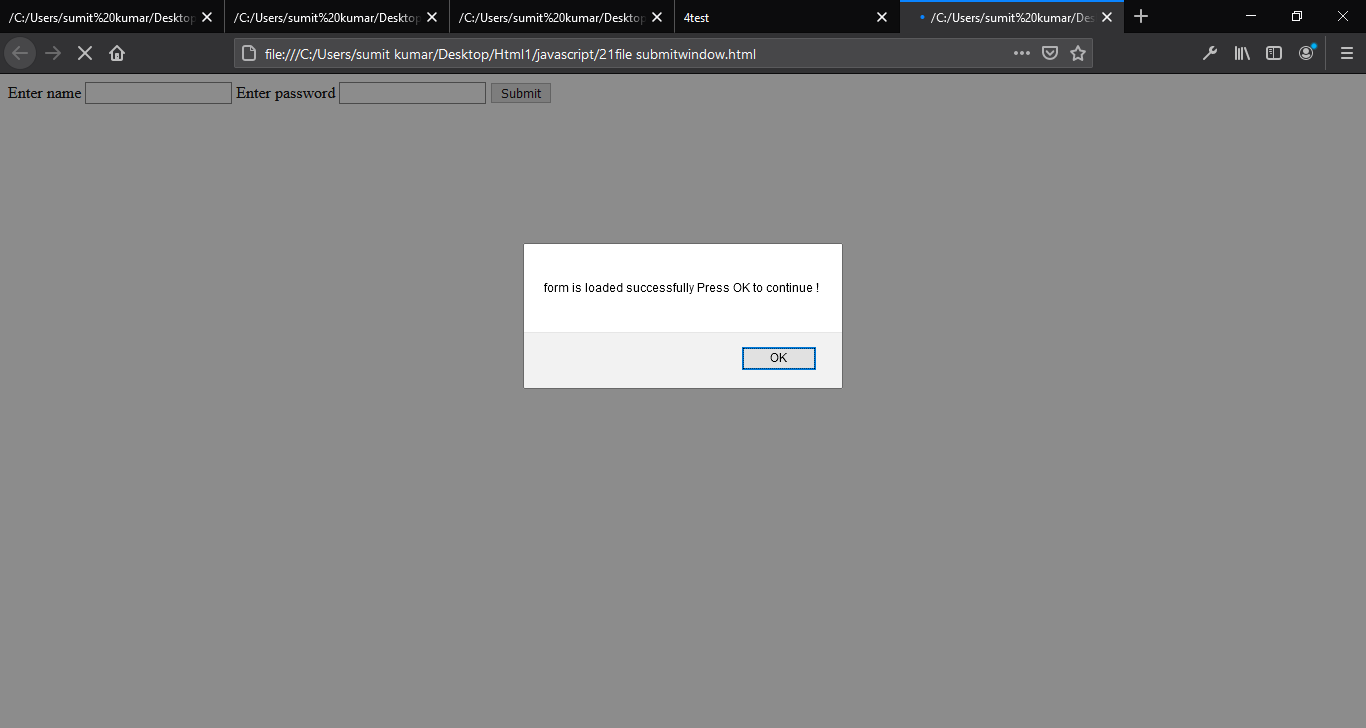 /C:/Users/sumit%20kumar/Desktop
/C:/Users/sumit%20kumar/Desktop
/C:/Users/sumit%20kumar/Desktop
4test
/C:/Users/sumit%20kumar/Des
file:///C:/Users/sumit kumar/Desktop/Html1/javascript/21file submitwindow.html
Enter name Enter password Submit
form is loaded successfully Press OK to continue !
OK